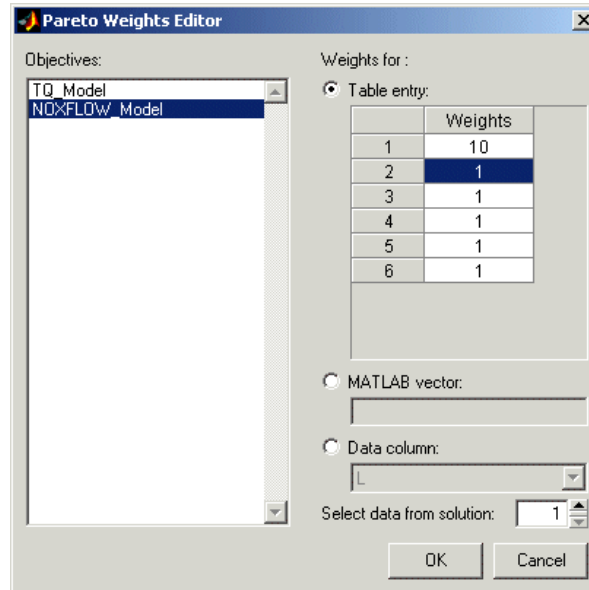 Pareto Weights Editor
Objectives:
TQ_Model
NOXFLOW_Model
Weights for :
Table entry:
Weights
1 10
2 1
3 1
4 1
5 1
6 1
MATLAB vector:
Data column:
L
Select data from solution: 1
OK Cancel